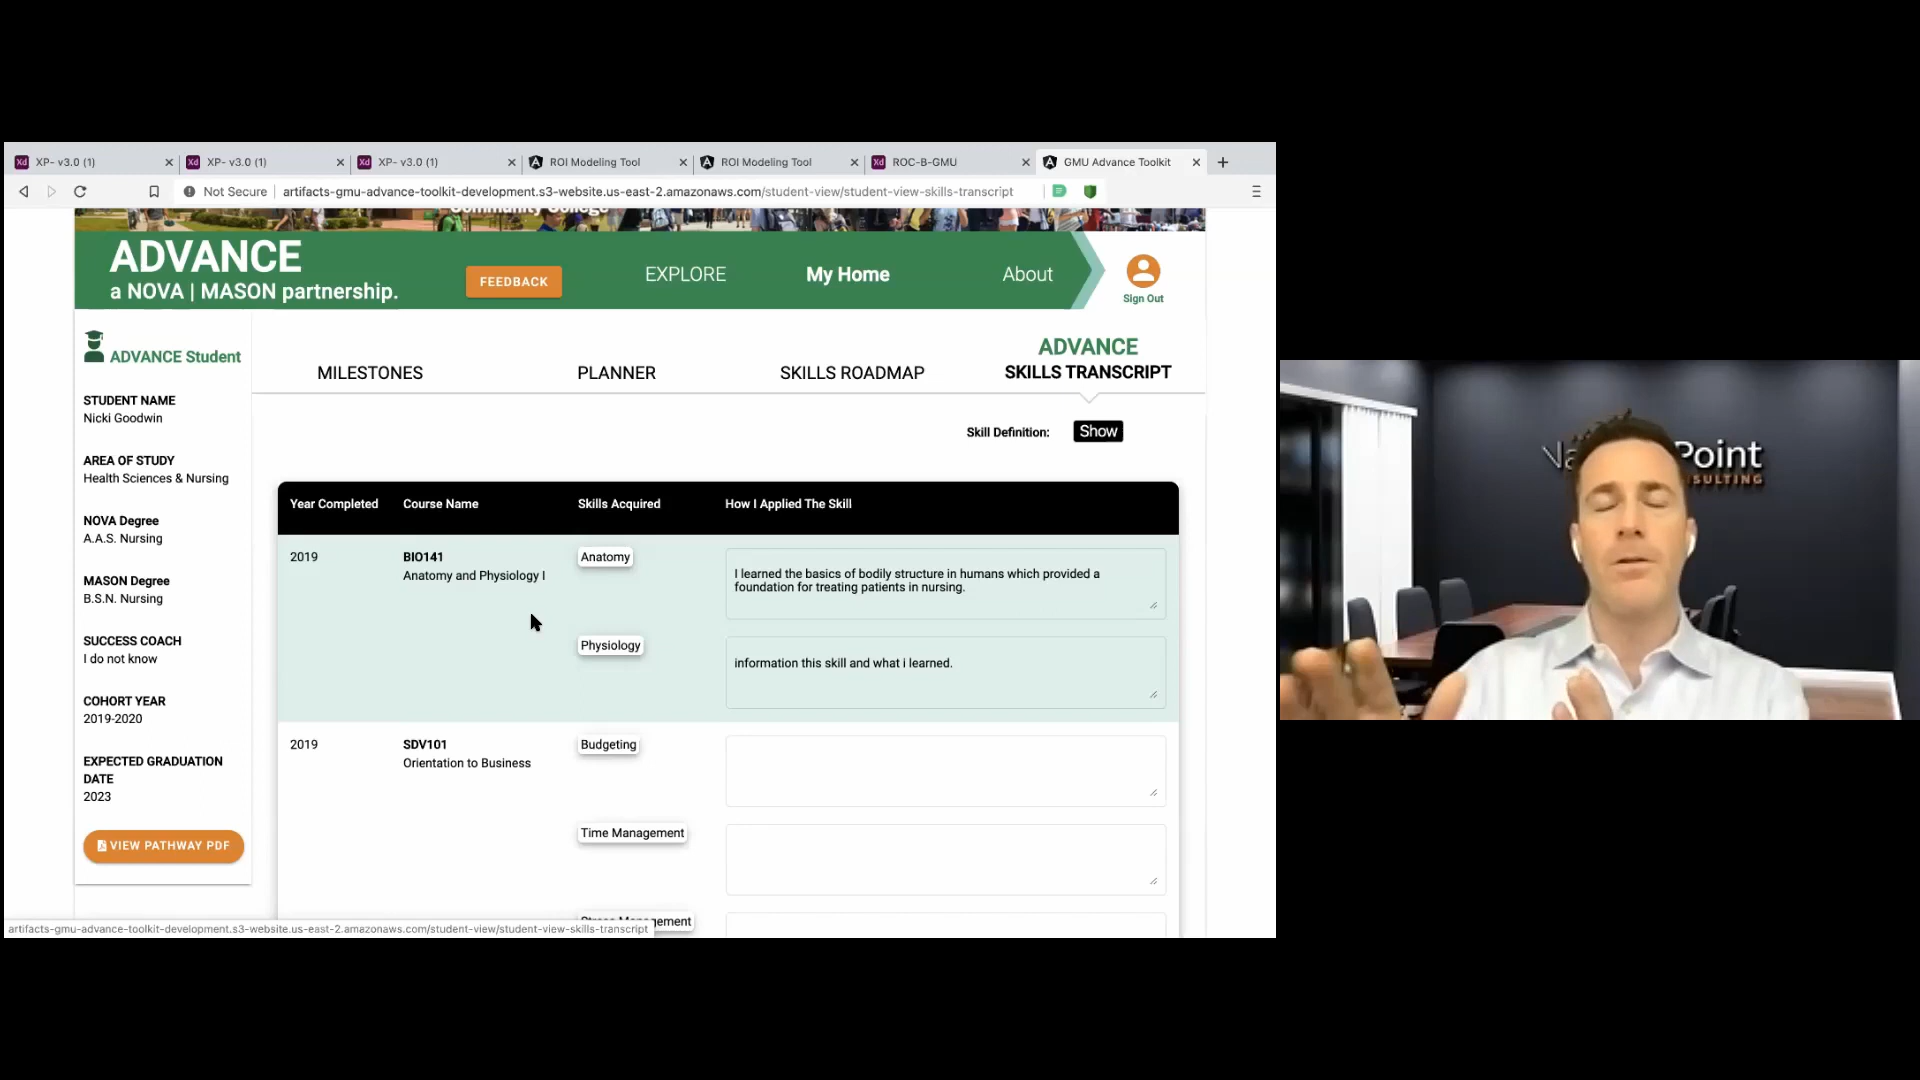 XP- v3.0 (1)
XP- v3.0 (1)
XP- v3.0 (1)
ROI Modeling Tool
ROI Modeling Tool
ROC-B-GMU
GMU Advance Toolkit
Not Secure
artifacts-gmu-advance-toolkit-development.s3-website.us-east-2.amazonaws.com/student-view/student-view-skills-transcript
Community College
ADVANCE
a NOVA | MASON partnership.
FEEDBACK
EXPLORE
My Home
About
Sign Out
ADVANCE Student
STUDENT NAME
Nicki Goodwin
AREA OF STUDY
Health Sciences & Nursing
NOVA Degree
A.A.S. Nursing
MASON Degree
B.S.N. Nursing
SUCCESS COACH
I do not know
COHORT YEAR
2019-2020
EXPECTED GRADUATION
DATE
2023
VIEW PATHWAY PDF
MILESTONES
PLANNER
SKILLS ROADMAP
ADVANCE
SKILLS TRANSCRIPT
Skill Definition:
Show
Year Completed
Course Name
Skills Acquired
How I Applied The Skill
2019
BIO141
Anatomy and Physiology I
Anatomy
I learned the basics of bodily structure in humans which provided a
foundation for treating patients in nursing.
Physiology
information this skill and what i learned.
2019
SDV101
Orientation to Business
Budgeting
Time Management
Stress Management
artifacts-gmu-advance-toolkit-development.s3-website.us-east-2.amazonaws.com/student-view/student-view-skills-transcript
Point